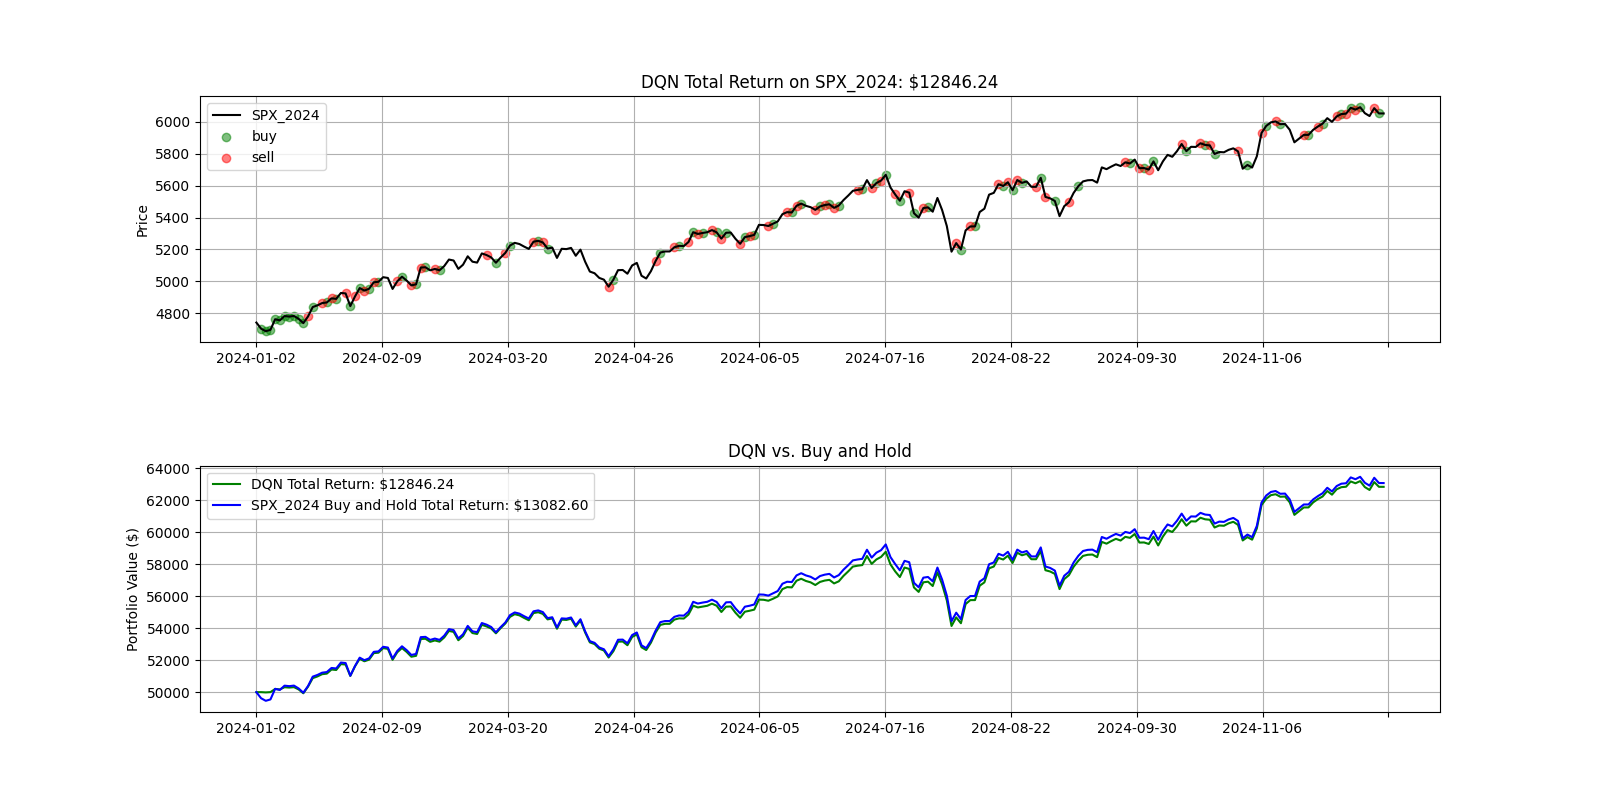 DQN Total Return on SPX_2024: $12846.24
SPX_2024
buy
sell
Price
6000
5800
5600
5400
5200
5000
4800
2024-01-02 2024-02-09 2024-03-20 2024-04-26 2024-06-05 2024-07-16 2024-08-22 2024-09-30 2024-11-06
DQN vs. Buy and Hold
DQN Total Return: $12846.24
SPX_2024 Buy and Hold Total Return: $13082.60
Portfolio Value ($)
64000
62000
60000
58000
56000
54000
52000
50000
2024-01-02 2024-02-09 2024-03-20 2024-04-26 2024-06-05 2024-07-16 2024-08-22 2024-09-30 2024-11-06